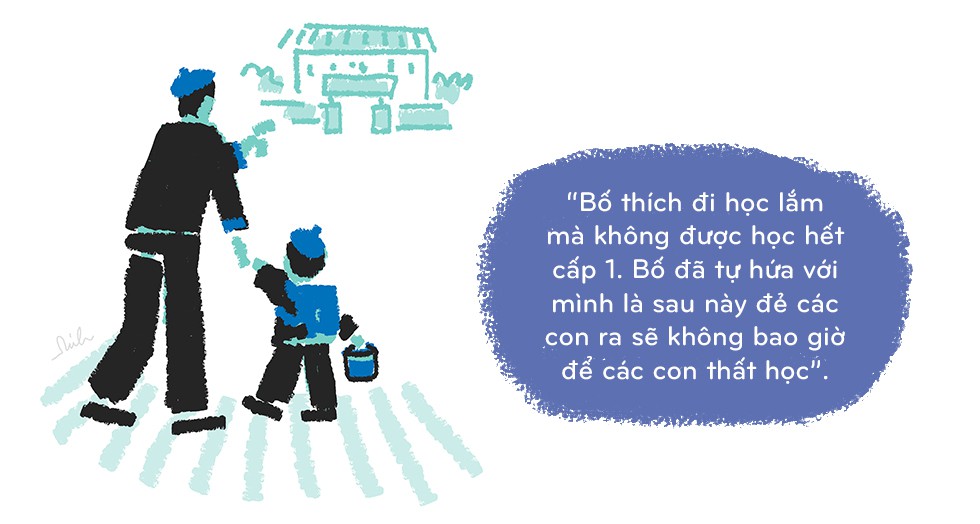 “Bố thích đi học lắm
mà không được học hết
cấp 1. Bố đã tự hứa với
mình là sau này đẻ các
con ra sẽ không bao giờ
để các con thất học”.